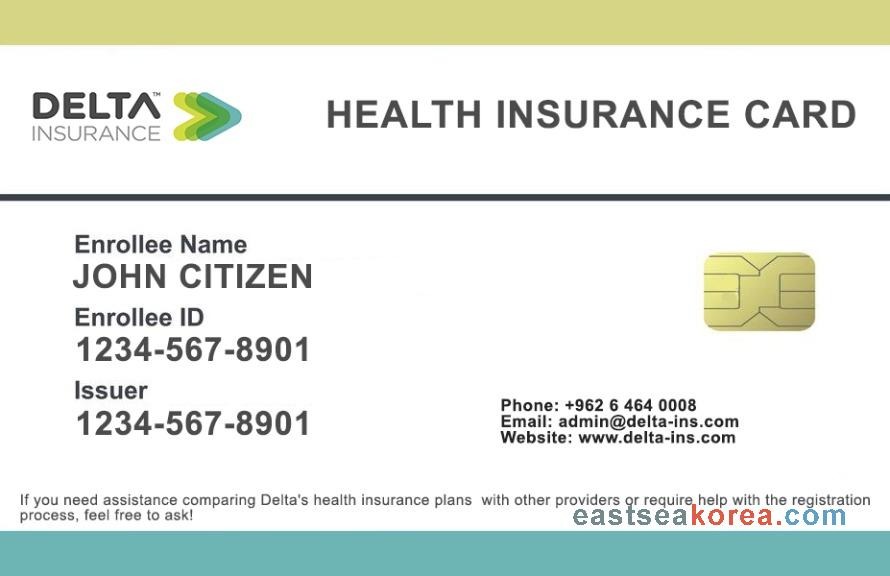 DELTA™
INSURANCE
HEALTH INSURANCE CARD
Enrollee Name
JOHN CITIZEN
Enrollee ID
1234-567-8901
Issuer
1234-567-8901
Phone: +962 6 464 0008
Email: admin@delta-ins.com
Website: www.delta-ins.com
If you need assistance comparing Delta's health insurance plans with other providers or require help with the registration
process, feel free to ask!
eastseakorea.com